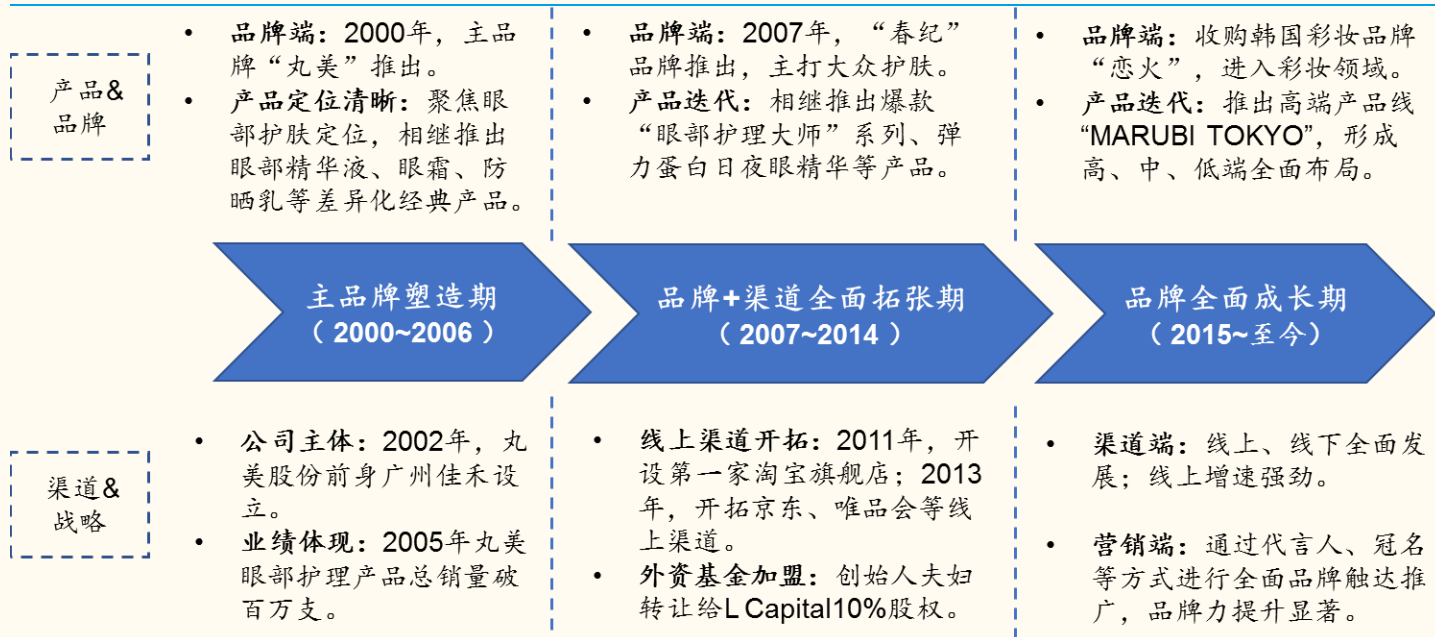 产品&
品牌
• 品牌端：2000年，主品
牌“丸美”推出。
• 产品定位清晰：聚焦眼
部护肤定位，相继推出
眼部精华液、眼霜、防
晒乳等差异化经典产品。
• 品牌端：2007年，“春纪”
品牌推出，主打大众护肤。
• 产品迭代：相继推出爆款
“眼部护理大师”系列、弹
力蛋白日夜眼精华等产品。
• 品牌端：收购韩国彩妆品牌
“恋火”，进入彩妆领域。
• 产品迭代：推出高端产品线
“MARUBI TOKYO”，形成
高、中、低端全面布局。
主品牌塑造期
（2000~2006）
品牌+渠道全面拓张期
（2007~2014）
品牌全面成长期
（2015~至今）
渠道&
战略
• 公司主体：2002年，丸
美股份前身广州佳禾设
立。
• 业绩体现：2005年丸美
眼部护理产品总销量破
百万支。
• 线上渠道开拓：2011年，开
设第一家淘宝旗舰店；2013
年，开拓京东、唯品会等线
上渠道。
• 外资基金加盟：创始人夫妇
转让给L Capital10%股权。
• 渠道端：线上、线下全面发
展；线上增速强劲。
• 营销端：通过代言人、冠名
等方式进行全面品牌触达推
广，品牌力提升显著。